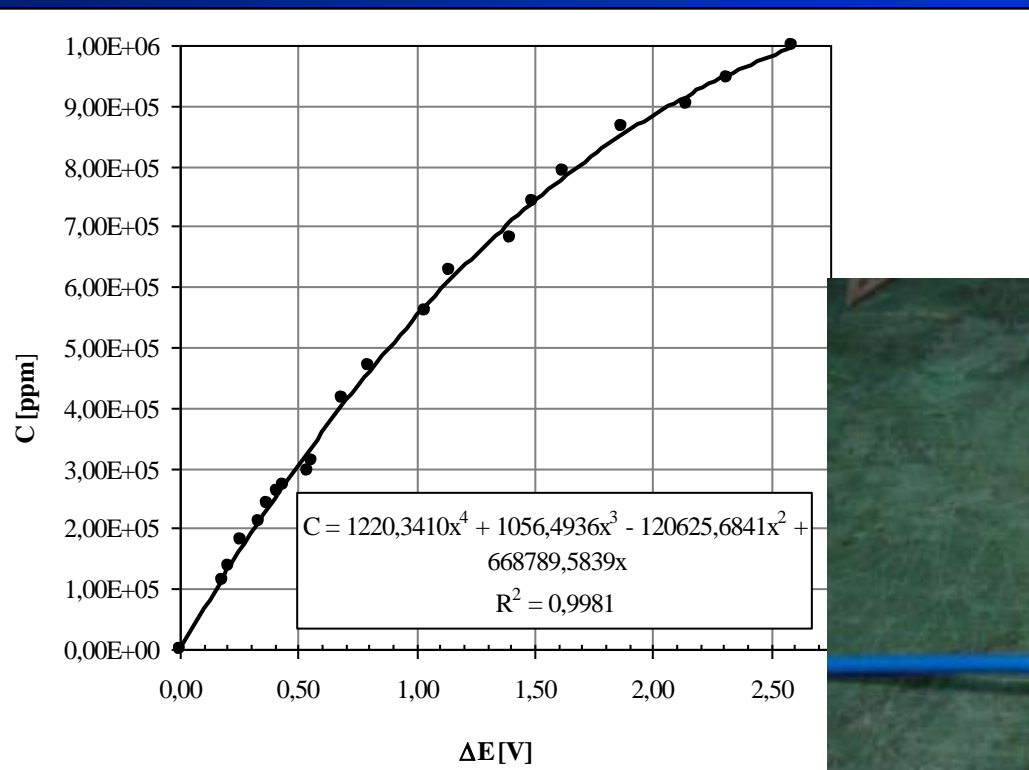 1,00E+06
9,00E+05
8,00E+05
7,00E+05
6,00E+05
5,00E+05
4,00E+05
3,00E+05
2,00E+05
1,00E+05
0,00E+00
C [ppm]
C = 1220,3410x⁴ + 1056,4936x³ - 120625,6841x² +
668789,5839x
R² = 0,9981
0,00 0,50 1,00 1,50 2,00 2,50
ΔE [V]